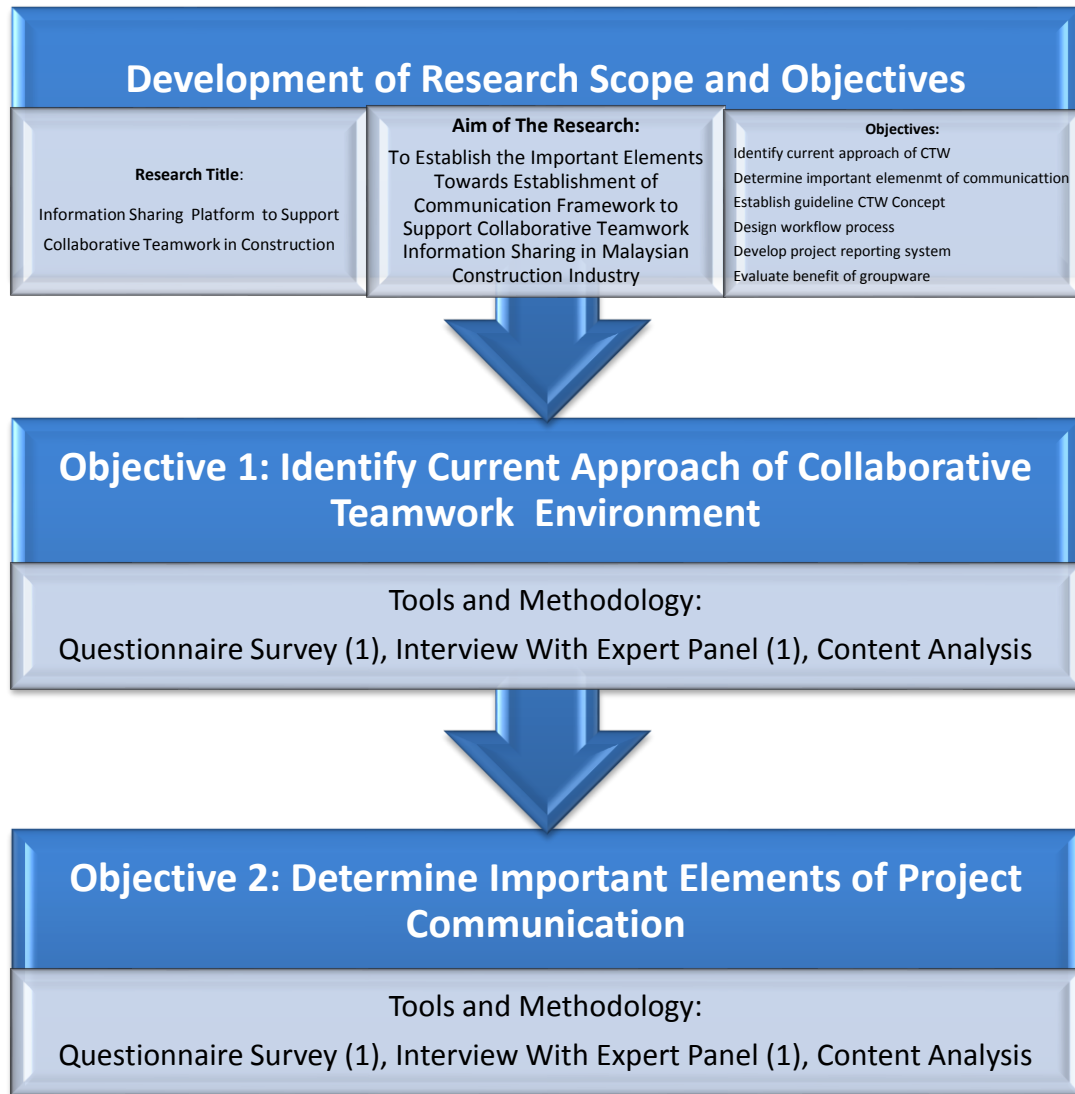 Development of Research Scope and Objectives
Research Title:
Information Sharing Platform to Support
Collaborative Teamwork in Construction
Aim of The Research:
To Establish the Important Elements
Towards Establishment of
Communication Framework to
Support Collaborative Teamwork
Information Sharing in Malaysian
Construction Industry
Objectives:
Identify current approach of CTW
Determine important elemenmt of communicattion
Establish guideline CTW Concept
Design workflow process
Develop project reporting system
Evaluate benefit of groupware
Objective 1: Identify Current Approach of Collaborative
Teamwork Environment
Tools and Methodology:
Questionnaire Survey (1), Interview With Expert Panel (1), Content Analysis
Objective 2: Determine Important Elements of Project
Communication
Tools and Methodology:
Questionnaire Survey (1), Interview With Expert Panel (1), Content Analysis